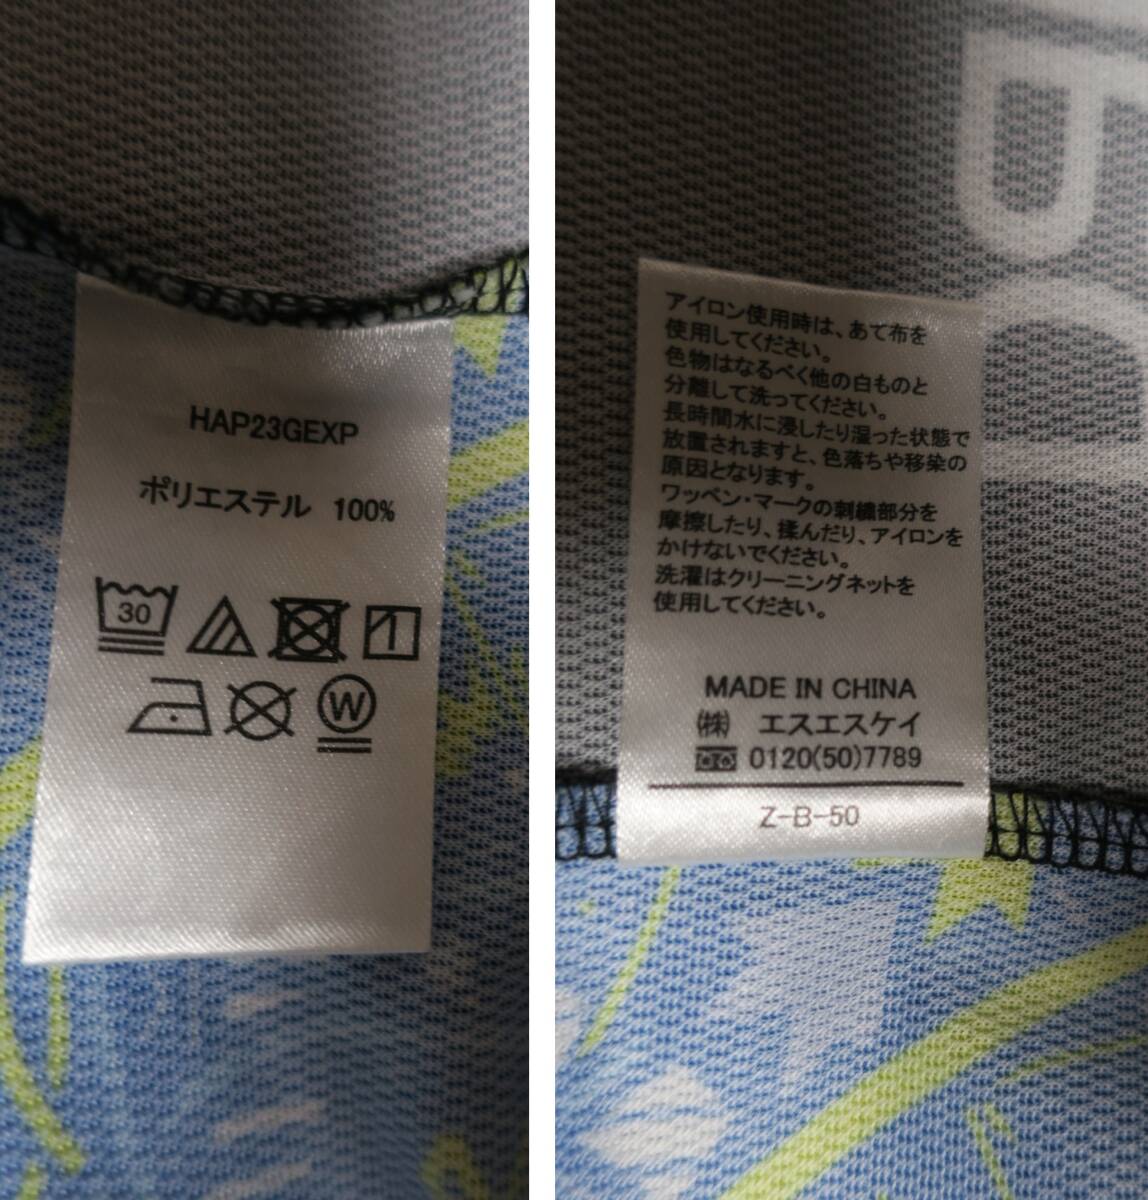 HAP23GEXP
ポリエステル 100%
30
W
アイロン使用時は、あて布を
使用してください。
色物はなるべく他の白ものと
分離して洗ってください。
長時間水に浸したり湿った状態で
放置されますと、色落ちや移染の
原因となります。
ワッペン・マークの刺繍部分を
摩擦したり、揉んだり、アイロンを
かけないでください。
洗濯はクリーニングネットを
使用してください。
MADE IN CHINA
㈱ エスエスケイ
0120(50)7789
Z-B-50